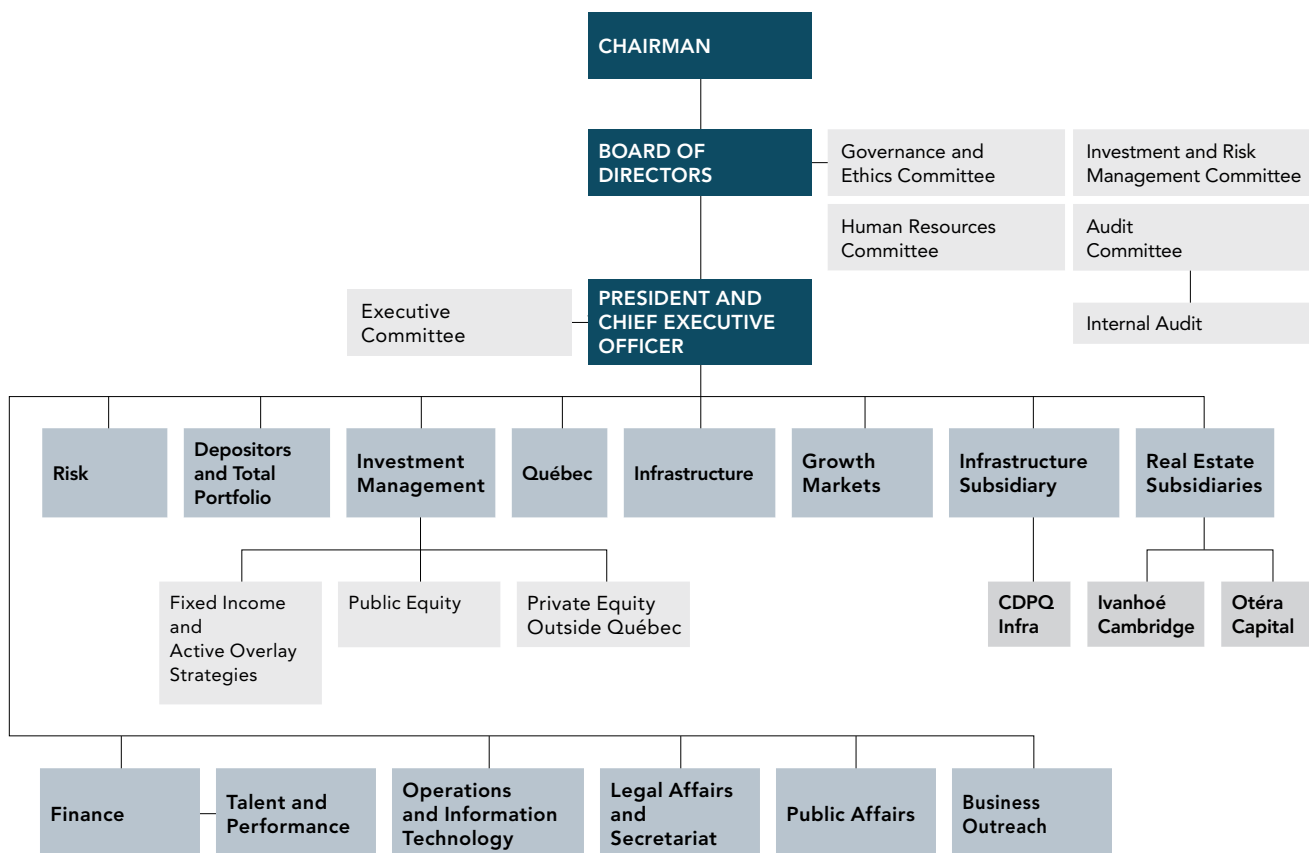 CHAIRMAN
BOARD OF
DIRECTORS
Governance and
Ethics Committee
Investment and Risk
Management Committee
Human Resources
Committee
Audit
Committee
Internal Audit
Executive
Committee
PRESIDENT AND
CHIEF EXECUTIVE
OFFICER
Risk
Depositors
and Total
Portfolio
Investment
Management
Québec
Infrastructure
Growth
Markets
Infrastructure
Subsidiary
Real Estate
Subsidiaries
Fixed Income
and
Active Overlay
Strategies
Public Equity
Private Equity
Outside Québec
CDPQ
Infra
Ivanhoé
Cambridge
Otéra
Capital
Finance
Talent and
Performance
Operations
and Information
Technology
Legal Affairs
and
Secretariat
Public Affairs
Business
Outreach